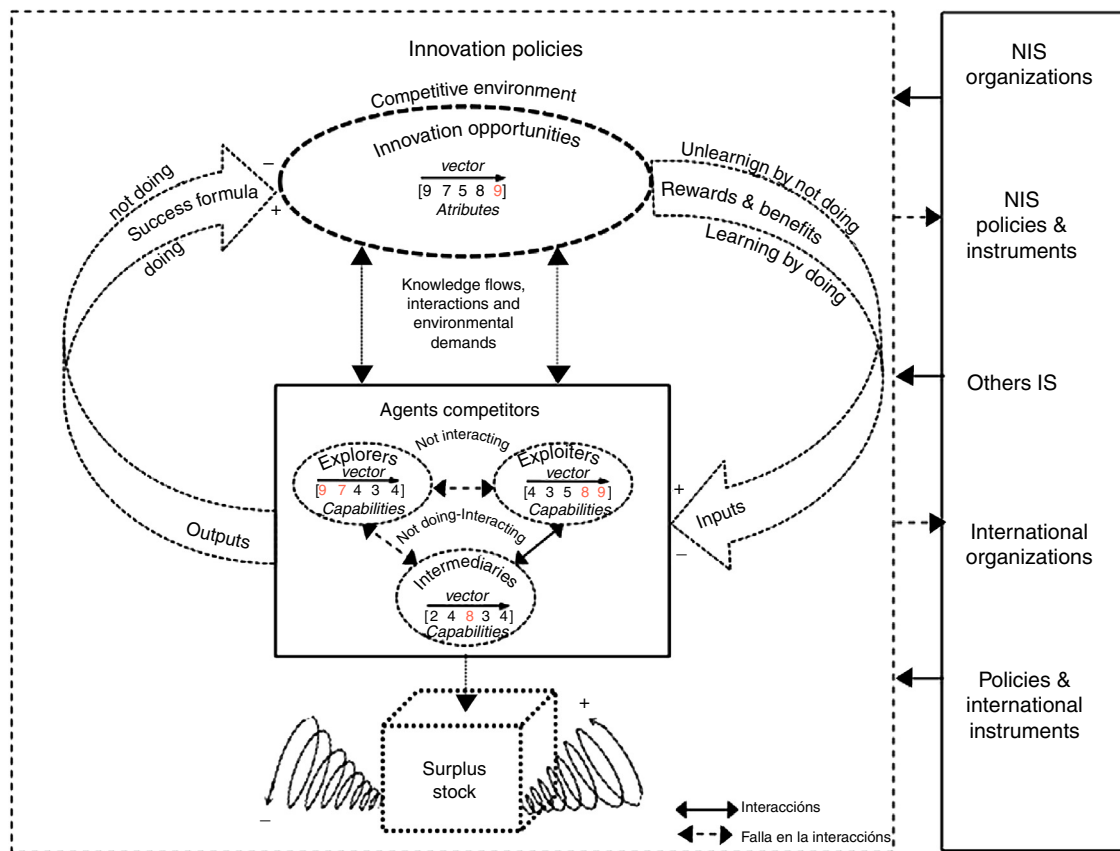 Innovation policies
Competitive environment
Innovation opportunities
vector
[9 7 5 8 9]
Atributes
not doing
Success formula
doing
−
+
Unlearnign by not doing
Rewards & benefits
Learning by doing
Knowledge flows,
interactions and
environmental
demands
Agents competitors
Not interacting
Explorers
vector
[9 7 4 3 4]
Capabilities
Exploiters
vector
[4 3 5 8 9]
Capabilities
Not doing-Interacting
Intermediaries
vector
[2 4 8 3 4]
Capabilities
Outputs
+
Inputs
−
Surplus
stock
−
+
Interaccións
Falla en la interaccións
NIS
organizations
NIS
policies &
instruments
Others IS
International
organizations
Policies &
international
instruments